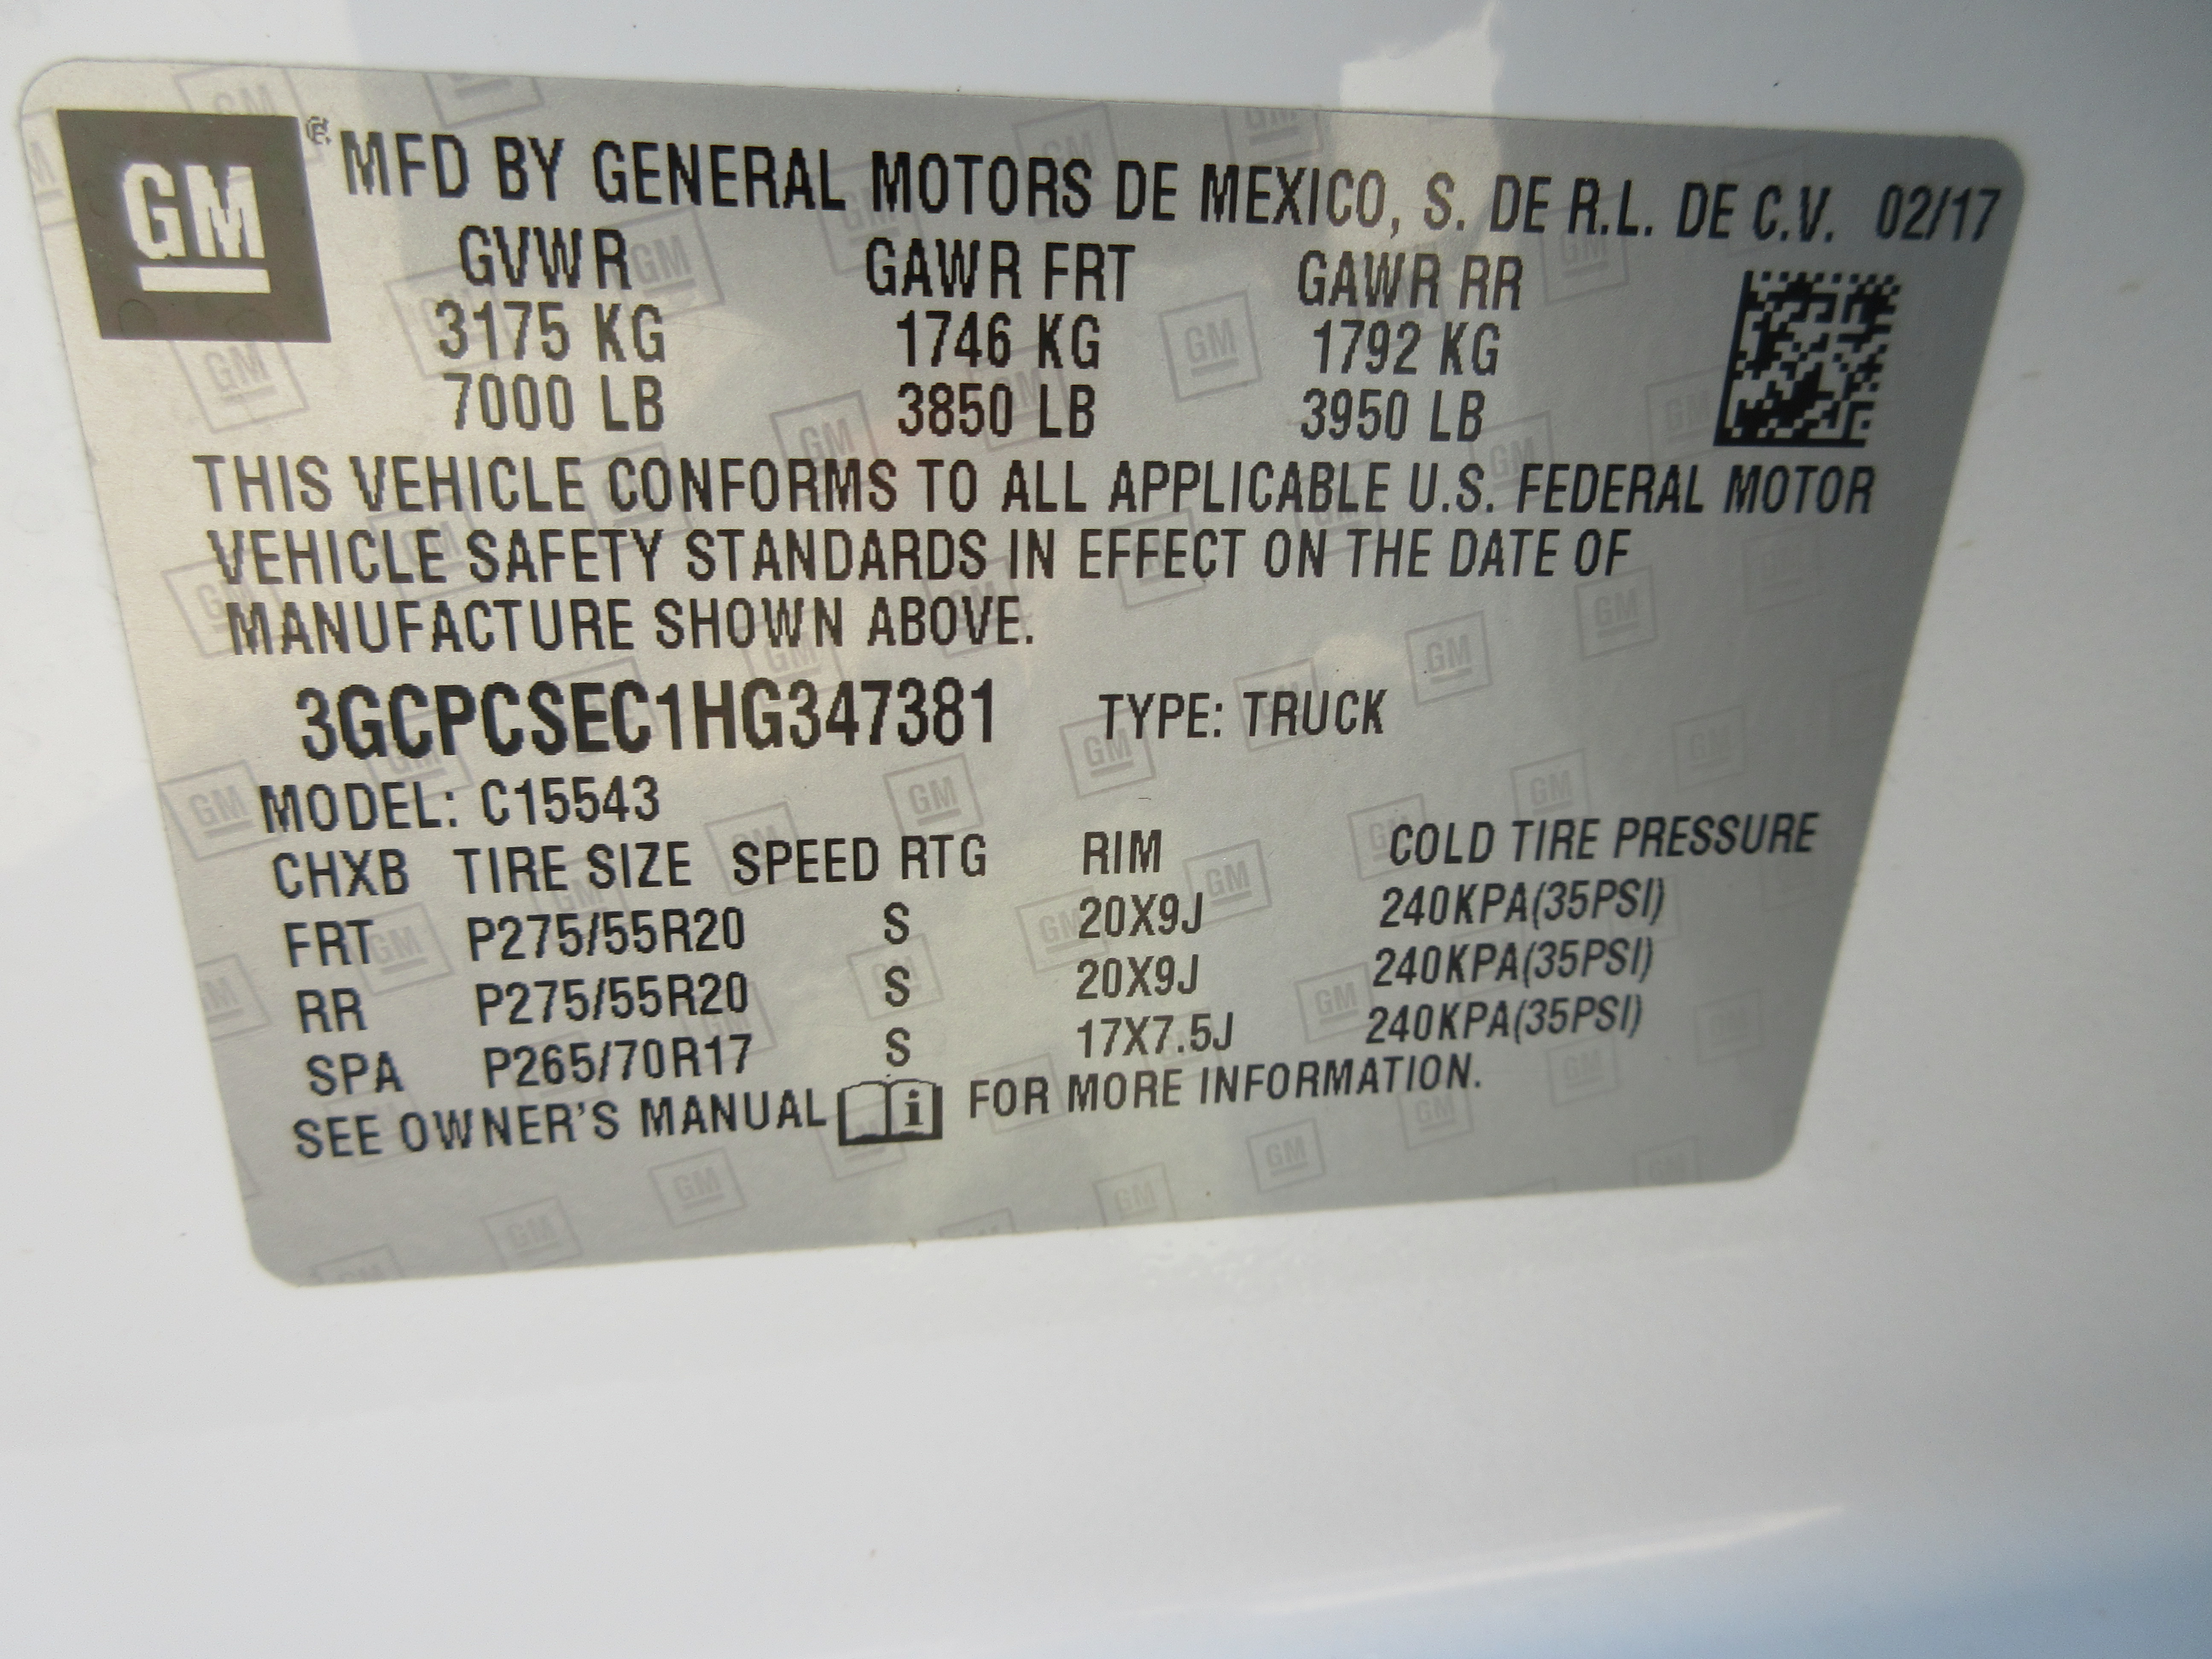 GM
MFD BY GENERAL MOTORS DE MEXICO, S. DE R.L. DE C.V. 02/17
GVWR GAWR FRT GAWR RR
3175 KG 1746 KG 1792 KG
7000 LB 3850 LB 3950 LB
THIS VEHICLE CONFORMS TO ALL APPLICABLE U.S. FEDERAL MOTOR
VEHICLE SAFETY STANDARDS IN EFFECT ON THE DATE OF
MANUFACTURE SHOWN ABOVE.
3GCPCSEC1HG347381 TYPE: TRUCK
MODEL: C15543
CHXB TIRE SIZE SPEED RTG RIM COLD TIRE PRESSURE
FRT P275/55R20 S 20X9J 240KPA(35PSI)
RR P275/55R20 S 20X9J 240KPA(35PSI)
SPA P265/70R17 S 17X7.5J 240KPA(35PSI)
SEE OWNER'S MANUAL i FOR MORE INFORMATION.